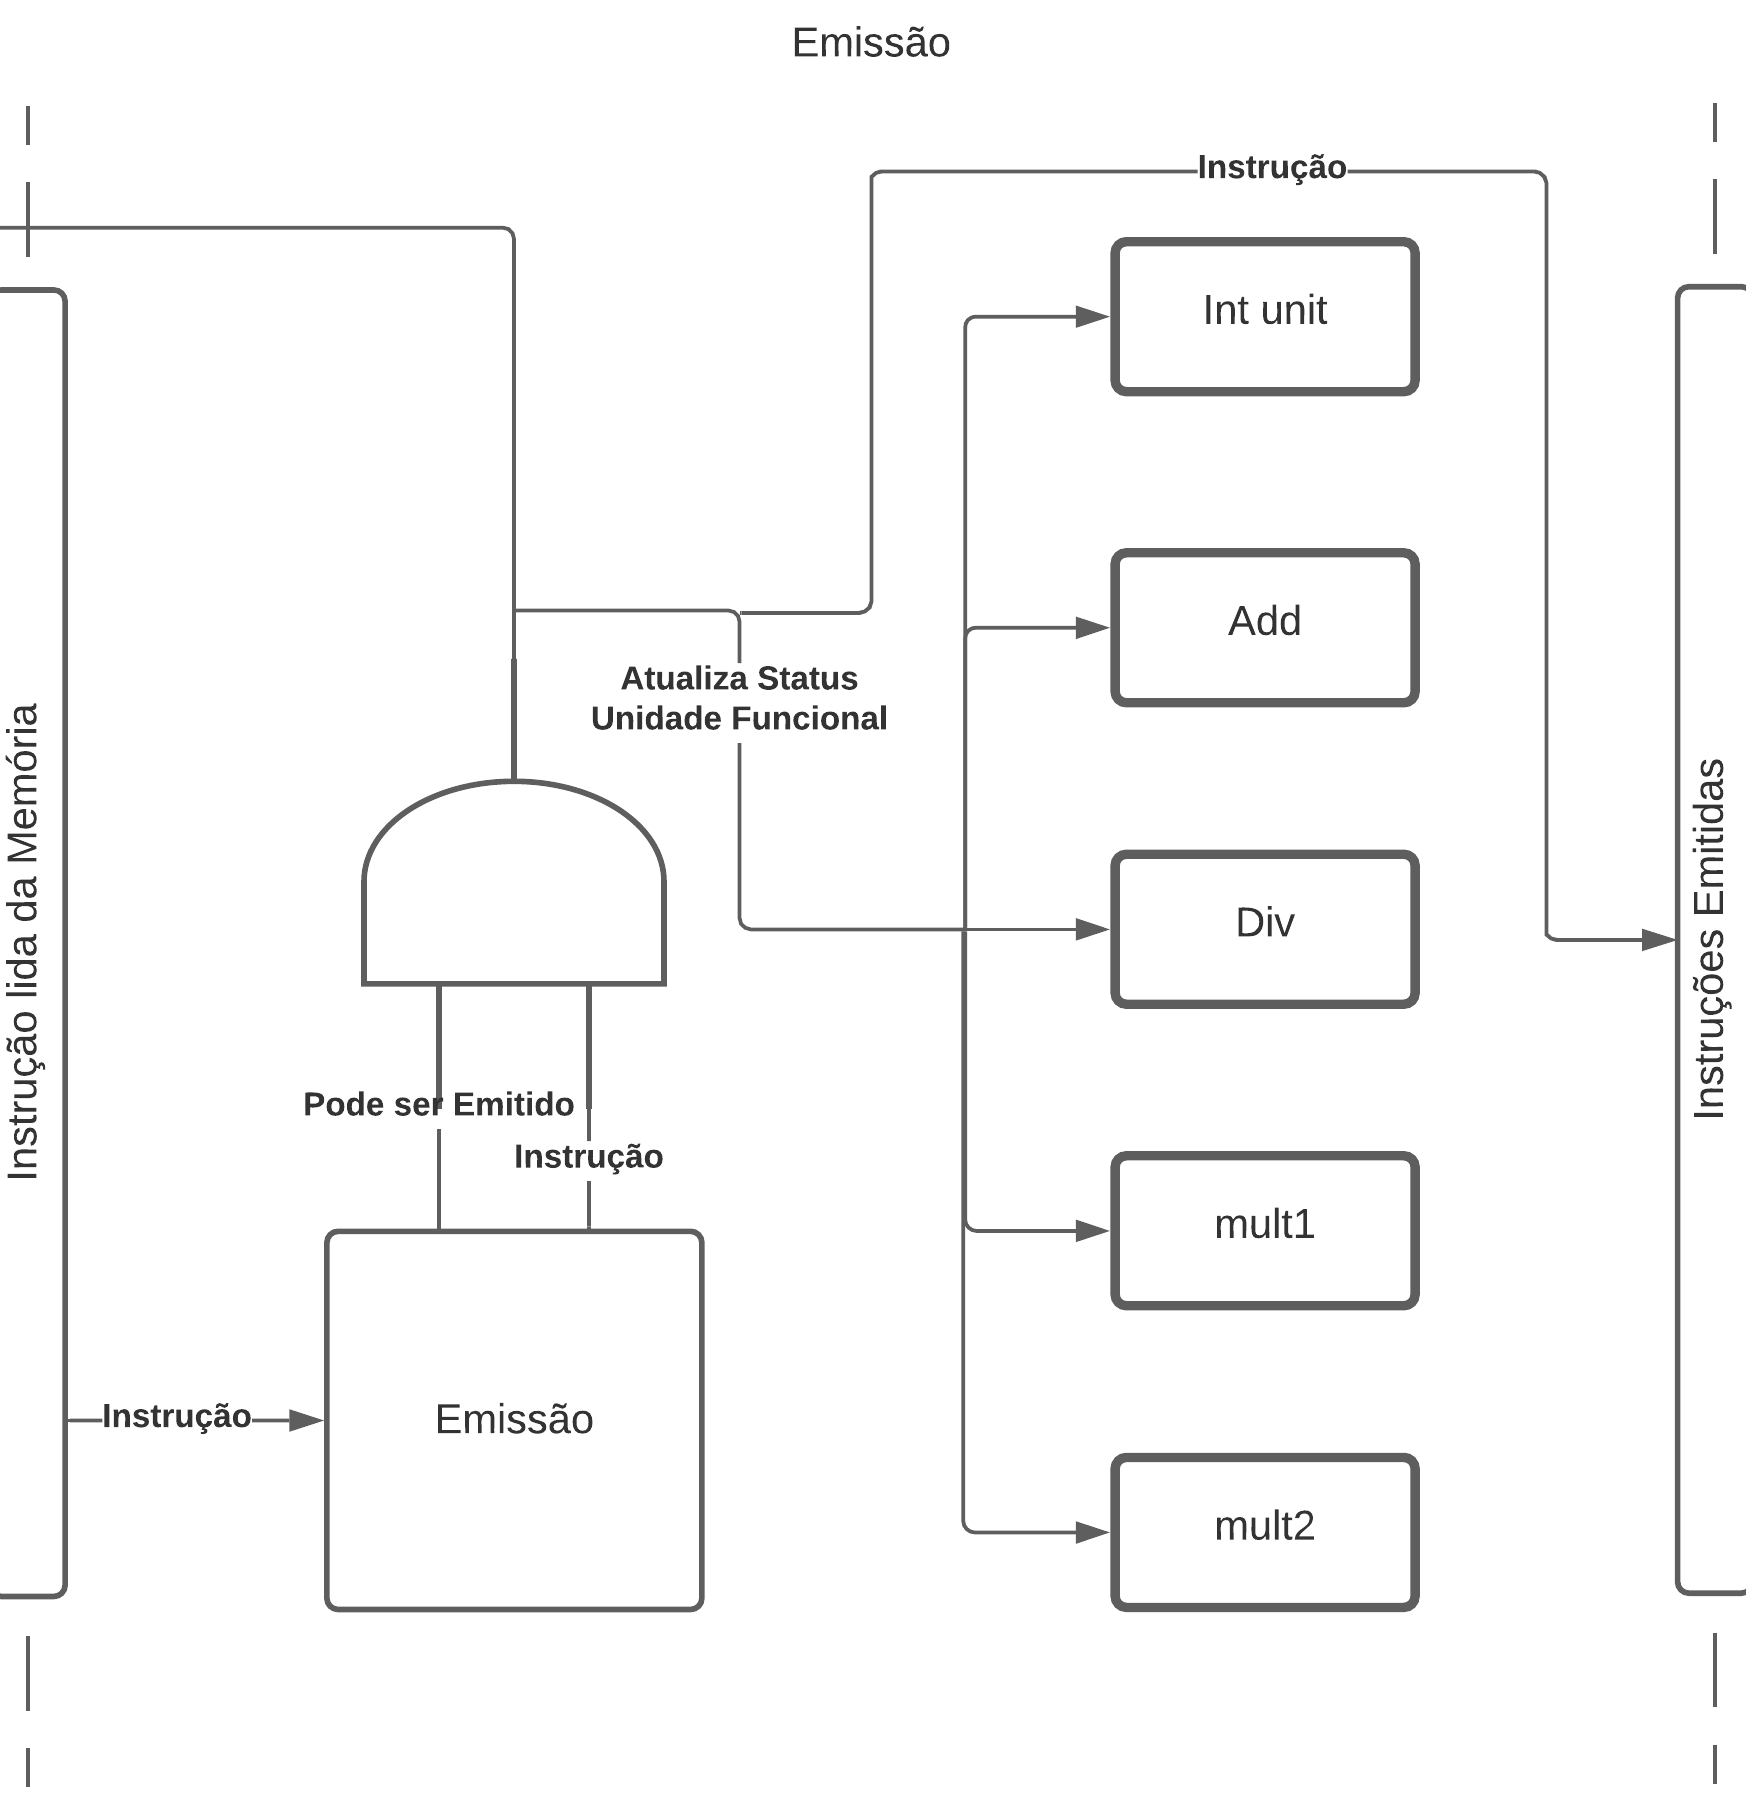 Emissão
Instrução
Int unit
Add
Atualiza Status
Unidade Funcional
Instrução lida da Memória
Div
Instruções Emitidas
Pode ser Emitido
Instrução
mult1
Instrução
Emissão
mult2